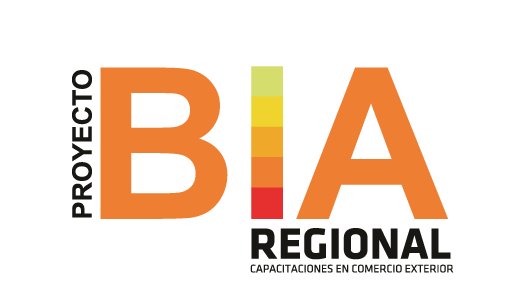 PROYECTO
BIA
REGIONAL
CAPACITACIONES EN COMERCIO EXTERIOR